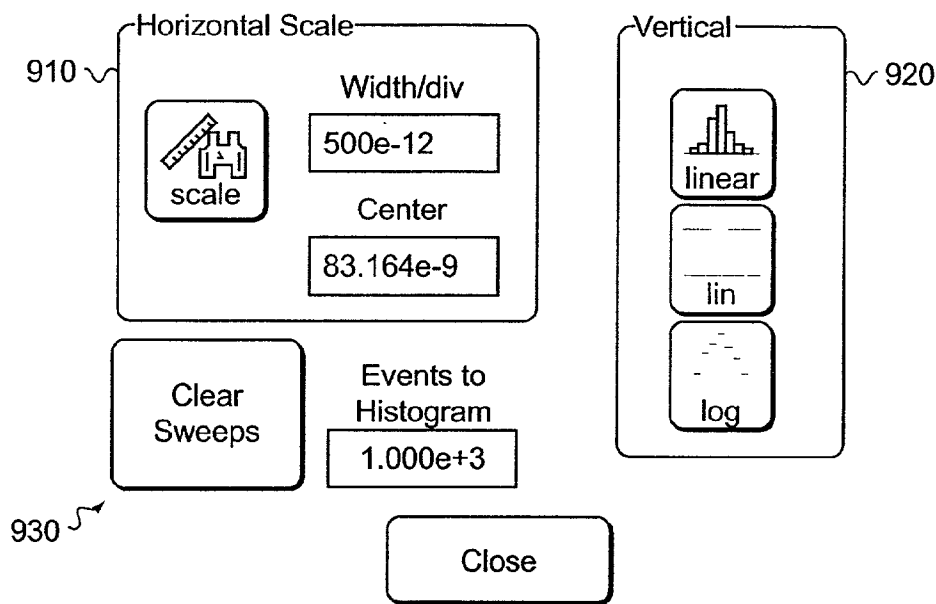 Horizontal Scale
910
scale
Width/div
500e-12
Center
83.164e-9
Vertical
920
linear
lin
log
Clear
Sweeps
930
Events to
Histogram
1.000e+3
Close